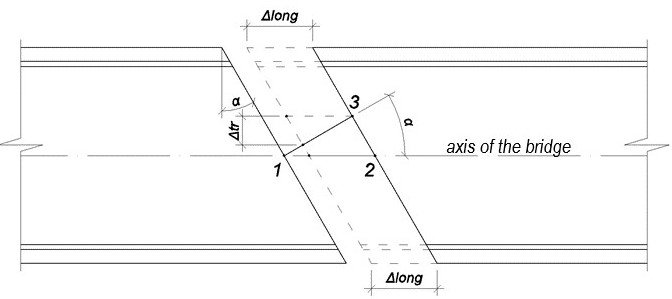 Δlong
α
3
α
Δtr
axis of the bridge
1
2
Δlong